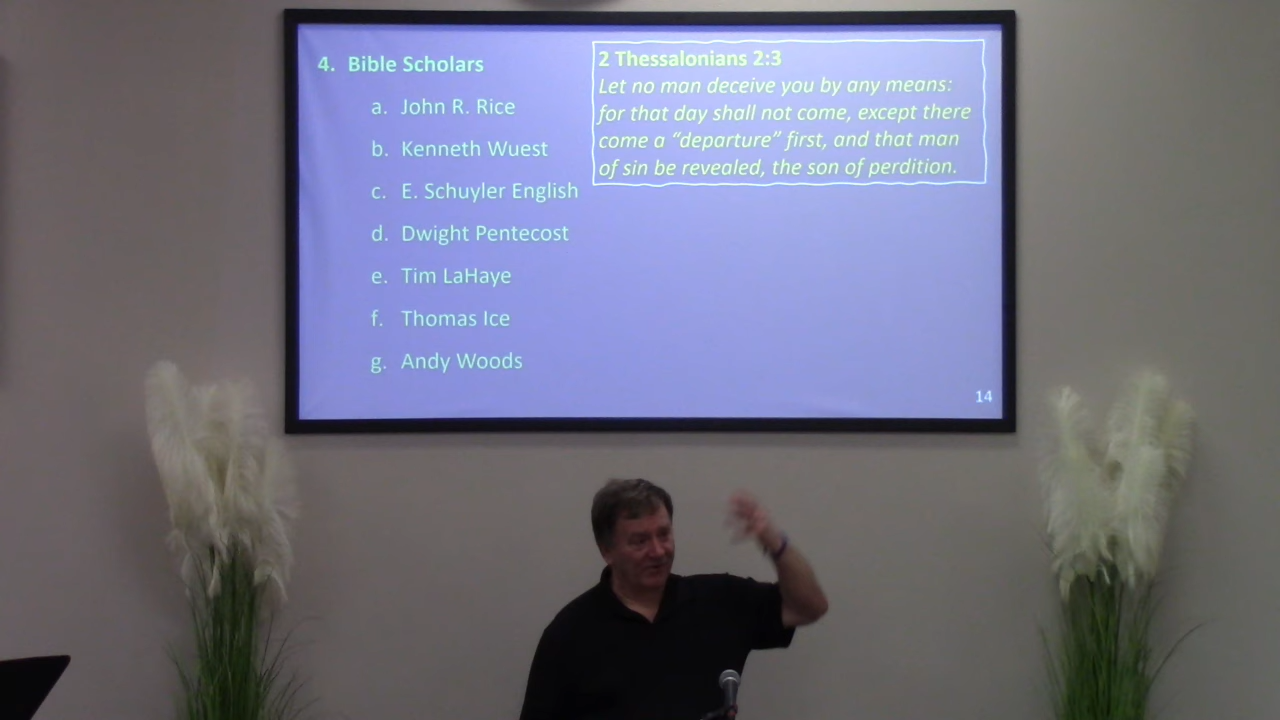 4. Bible Scholars
a. John R. Rice
b. Kenneth Wuest
c. E. Schuyler English
d. Dwight Pentecost
e. Tim LaHaye
f. Thomas Ice
g. Andy Woods
2 Thessalonians 2:3
Let no man deceive you by any means:
for that day shall not come, except there
come a “departure” first, and that man
of sin be revealed, the son of perdition.
14